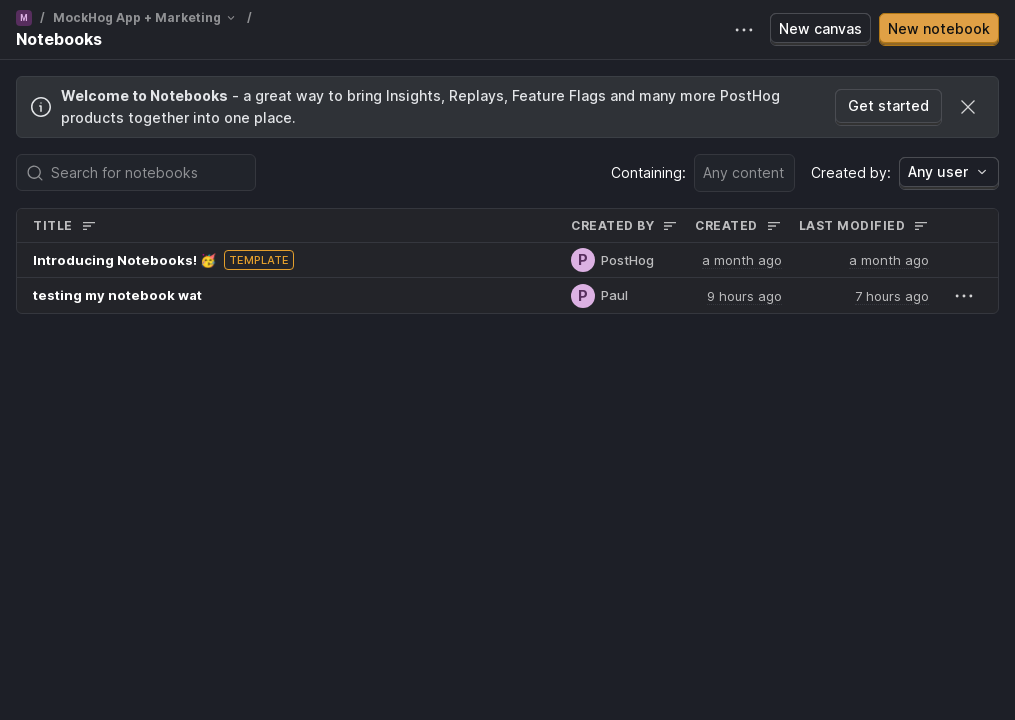 M / MockHog App + Marketing /
Notebooks
New canvas
New notebook
Welcome to Notebooks - a great way to bring Insights, Replays, Feature Flags and many more PostHog
products together into one place.
Get started
Search for notebooks
Containing: Any content
Created by: Any user
TITLE CREATED BY CREATED LAST MODIFIED
Introducing Notebooks! 🥳 TEMPLATE P PostHog a month ago a month ago
testing my notebook wat P Paul 9 hours ago 7 hours ago